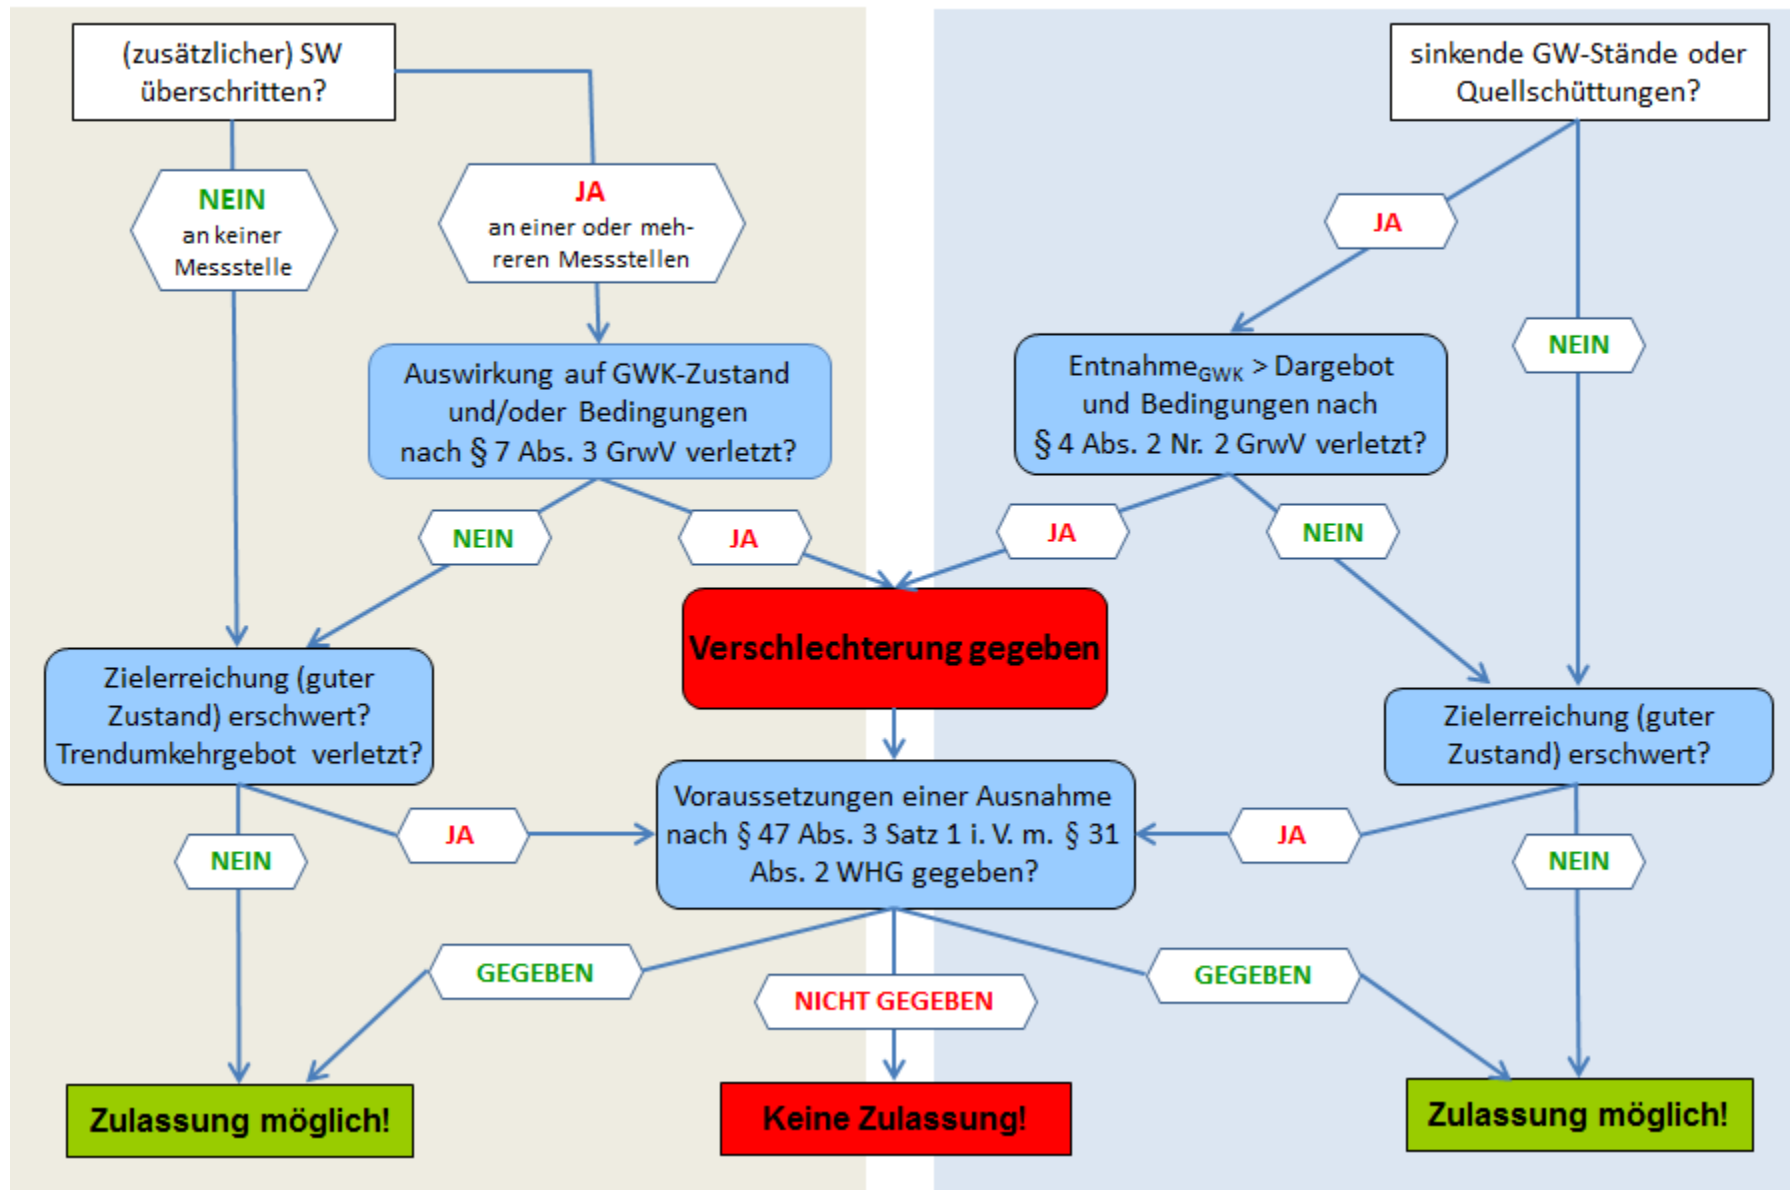 (zusätzlicher) SW
überschritten?
sinkende GW-Stände oder
Quellschüttungen?
NEIN
an keiner
Messstelle
JA
an einer oder meh-
reren Messstellen
JA
NEIN
Auswirkung auf GWK-Zustand
und/oder Bedingungen
nach § 7 Abs. 3 GrwV verletzt?
Entnahme GWK > Dargebot
und Bedingungen nach
§ 4 Abs. 2 Nr. 2 GrwV verletzt?
NEIN
JA
JA
NEIN
Verschlechterung gegeben
Zielerreichung (guter
Zustand) erschwert?
Trendumkehrgebot verletzt?
Zielerreichung (guter
Zustand) erschwert?
Voraussetzungen einer Ausnahme
nach § 47 Abs. 3 Satz 1 i. V. m. § 31
Abs. 2 WHG gegeben?
NEIN
JA
JA
NEIN
GEGEBEN
NICHT GEGEBEN
GEGEBEN
Zulassung möglich!
Keine Zulassung!
Zulassung möglich!